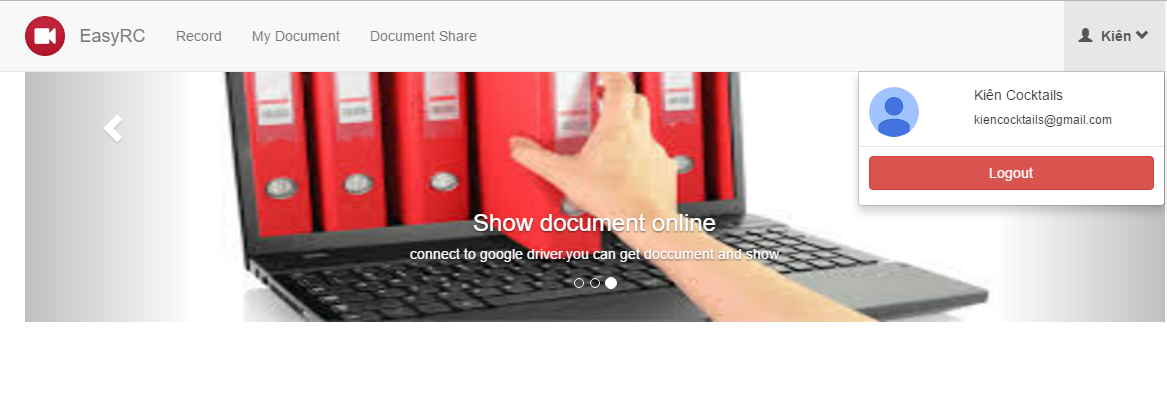 EasyRC Record My Document Document Share Kiên
Kiên Cocktails
kiencocktails@gmail.com
Logout
Show document online
connect to google driver.you can get doccument and show